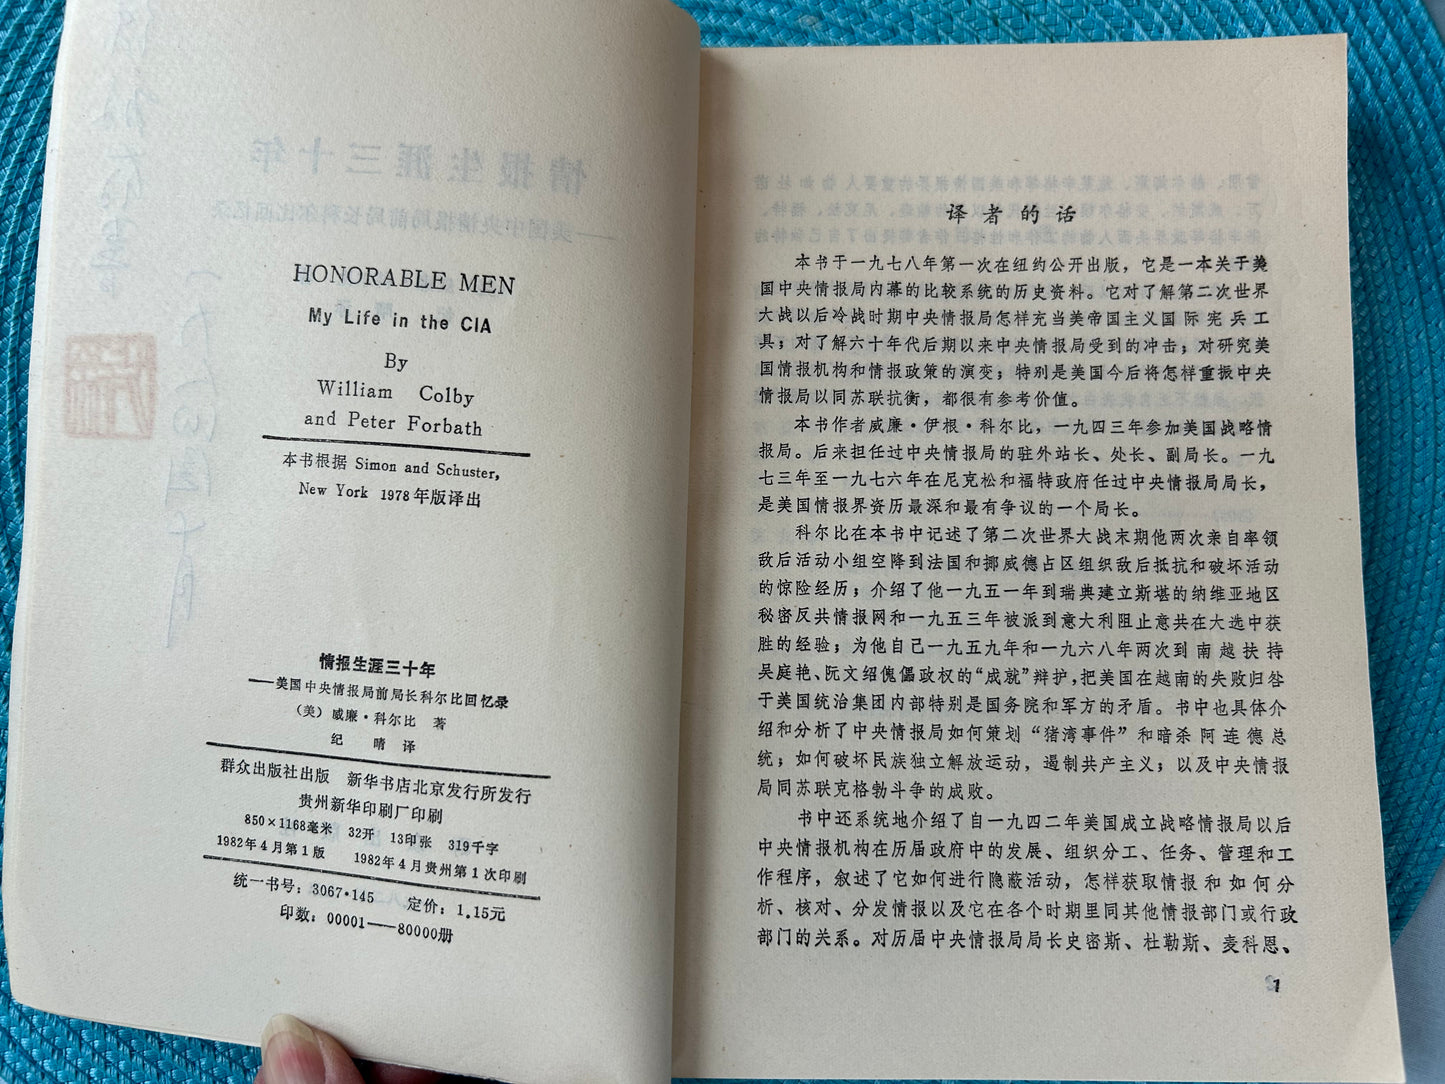 HONORABLE MEN
My Life in the CIA
By
William Colby
and Peter Forbath
本书根据 Simon and Schuster,
New York 1978年版译出
情报生涯三十年
——美国中央情报局前局长科尔比回忆录
（美）威廉·科尔比 著
纪 晴 译
群众出版社出版 新华书店北京发行所发行
贵州新华印刷厂印刷
850×1168毫米 32开 13印张 319千字
1982年4月第1版 1982年4月贵州第1次印刷
统一书号：3067·145 定价：1.15元
印数：00001——80000册
译者的话
本书于一九七八年第一次在纽约公开出版，它是一本关于美
国中央情报局内幕的比较系统的历史资料。它对了解第二次世界
大战以后冷战时期中央情报局怎样充当美帝国主义国际宪兵工
具；对了解六十年代后期以来中央情报局受到的冲击；对研究美
国情报机构和情报政策的演变；特别是美国今后将怎样重振中央
情报局以同苏联抗衡，都很有参考价值。
本书作者威廉·伊根·科尔比，一九四三年参加美国战略情
报局。后来担任过中央情报局的驻外站长、处长、副局长。一九
七三年至一九七六年在尼克松和福特政府任过中央情报局局长，
是美国情报界资历最深和最有争议的一个局长。
科尔比在本书中记述了第二次世界大战末期他两次亲自率领
敌后活动小组空降到法国和挪威德占区组织敌后抵抗和破坏活动
的惊险经历；介绍了他一九五一年到瑞典建立斯堪的纳维亚地区
秘密反共情报网和一九五三年被派到意大利阻止意共在大选中获
胜的经验；为他自己一九五九年和一九六八年两次到南越扶持
吴庭艳、阮文绍傀儡政权的“成就”辩护，把美国在越南的失败归咎
于美国统治集团内部特别是国务院和军方的矛盾。书中也具体介
绍和分析了中央情报局如何策划“猪湾事件”和暗杀阿连德总
统；如何破坏民族独立解放运动，遏制共产主义；以及中央情报
局同苏联克格勃斗争的成败。
书中还系统地介绍了自一九四二年美国成立战略情报局以后
中央情报机构在历届政府中的发展、组织分工、任务、管理和工
作程序，叙述了它如何进行隐蔽活动，怎样获取情报和如何分
析、核对、分发情报以及它在各个时期里同其他情报部门或行政
部门的关系。对历届中央情报局局长史密斯、杜勒斯、麦科恩、
1